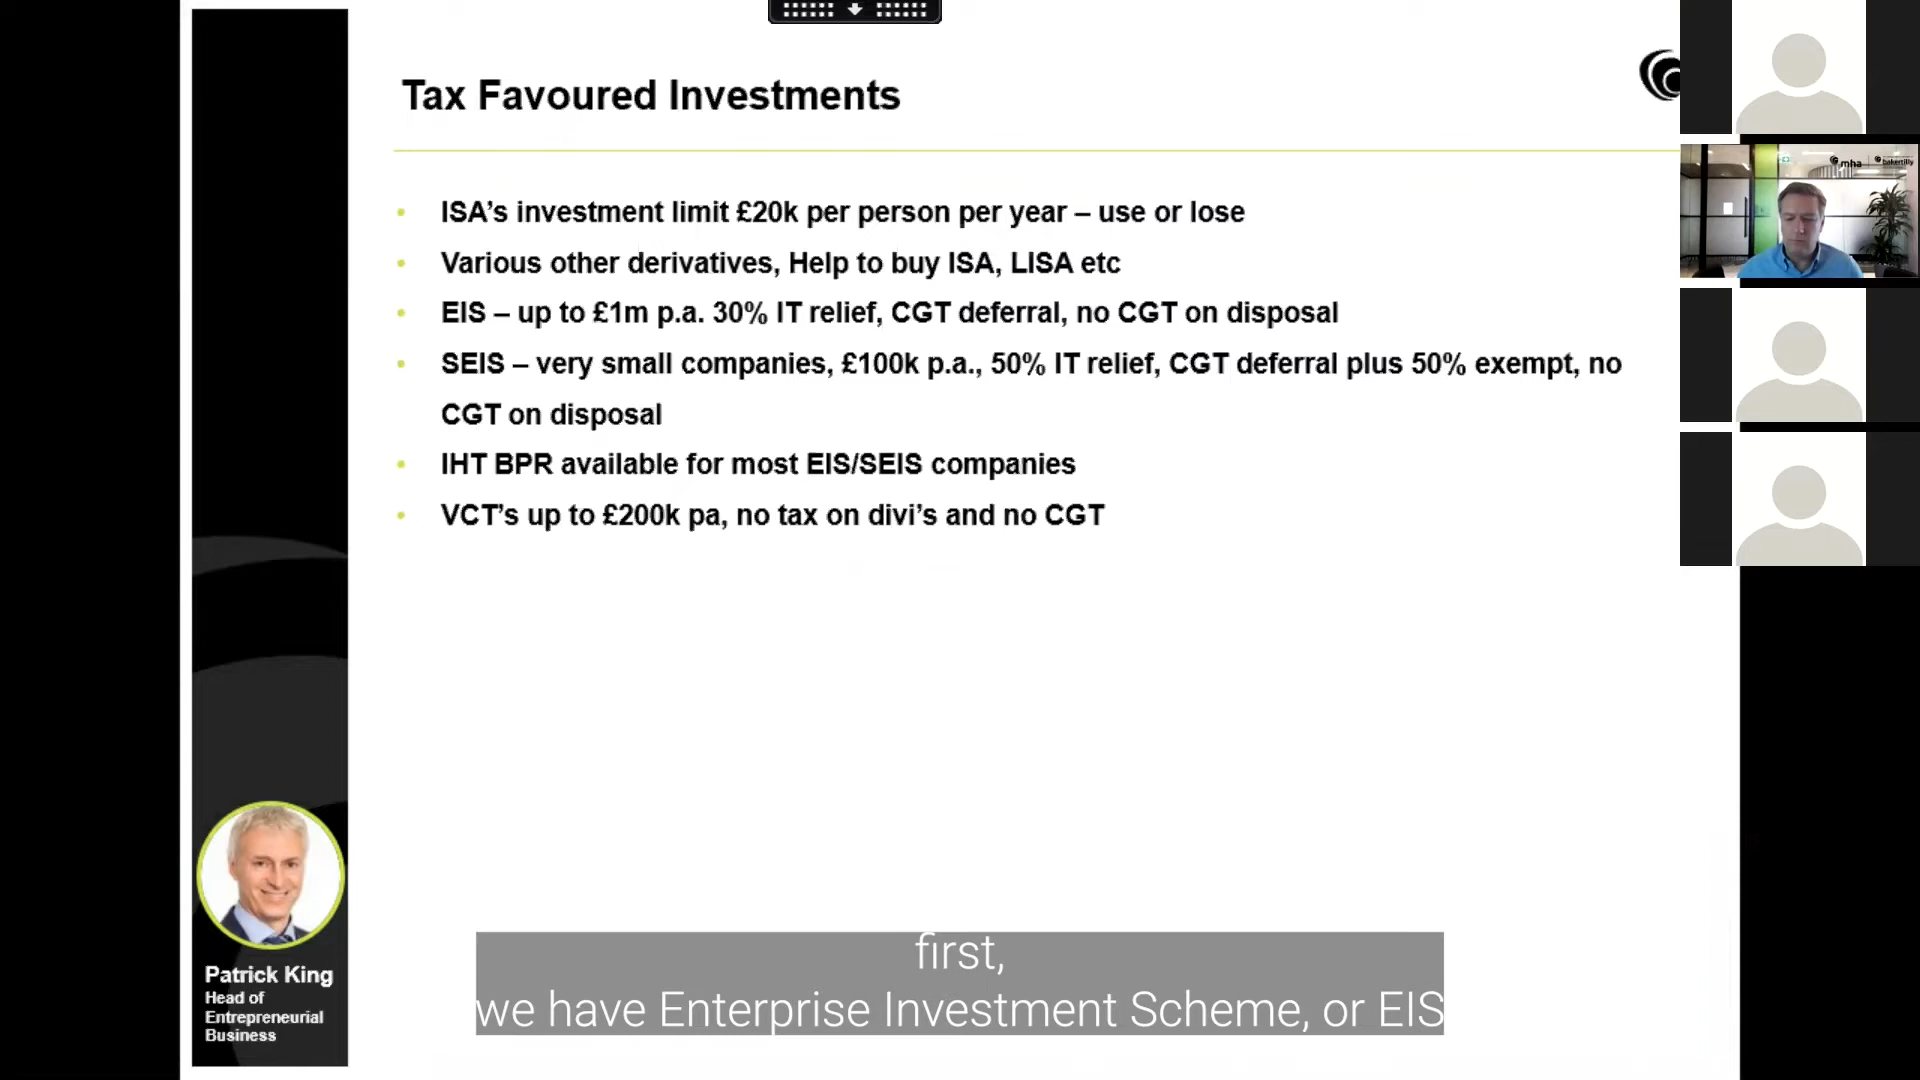 Tax Favoured Investments
• ISA’s investment limit £20k per person per year – use or lose
• Various other derivatives, Help to buy ISA, LISA etc
• EIS – up to £1m p.a. 30% IT relief, CGT deferral, no CGT on disposal
• SEIS – very small companies, £100k p.a., 50% IT relief, CGT deferral plus 50% exempt, no
CGT on disposal
• IHT BPR available for most EIS/SEIS companies
• VCT’s up to £200k pa, no tax on divi’s and no CGT
mha
bakertilly
Patrick King
Head of
Entrepreneurial
Business
first,
we have Enterprise Investment Scheme, or EIS